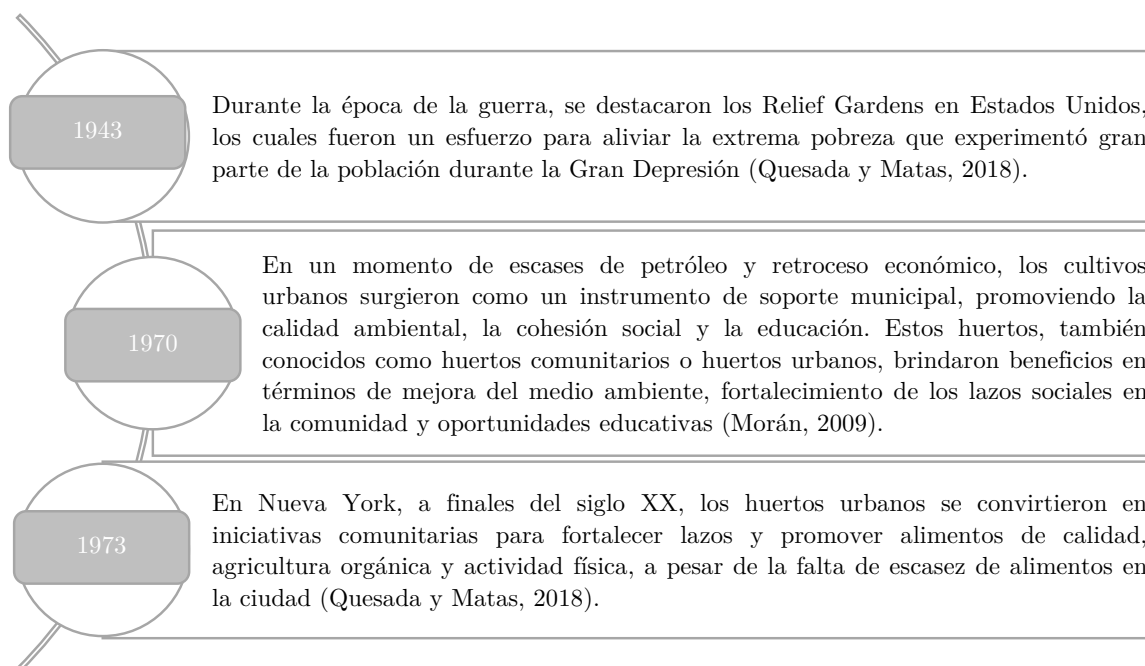 1943
Durante la época de la guerra, se destacaron los Relief Gardens en Estados Unidos,
los cuales fueron un esfuerzo para aliviar la extrema pobreza que experimentó gran
parte de la población durante la Gran Depresión (Quesada y Matas, 2018).
1970
En un momento de escases de petróleo y retroceso económico, los cultivos
urbanos surgieron como un instrumento de soporte municipal, promoviendo la
calidad ambiental, la cohesión social y la educación. Estos huertos, también
conocidos como huertos comunitarios o huertos urbanos, brindaron beneficios en
términos de mejora del medio ambiente, fortalecimiento de los lazos sociales en
la comunidad y oportunidades educativas (Morán, 2009).
1973
En Nueva York, a finales del siglo XX, los huertos urbanos se convirtieron en
iniciativas comunitarias para fortalecer lazos y promover alimentos de calidad,
agricultura orgánica y actividad física, a pesar de la falta de escasez de alimentos en
la ciudad (Quesada y Matas, 2018).